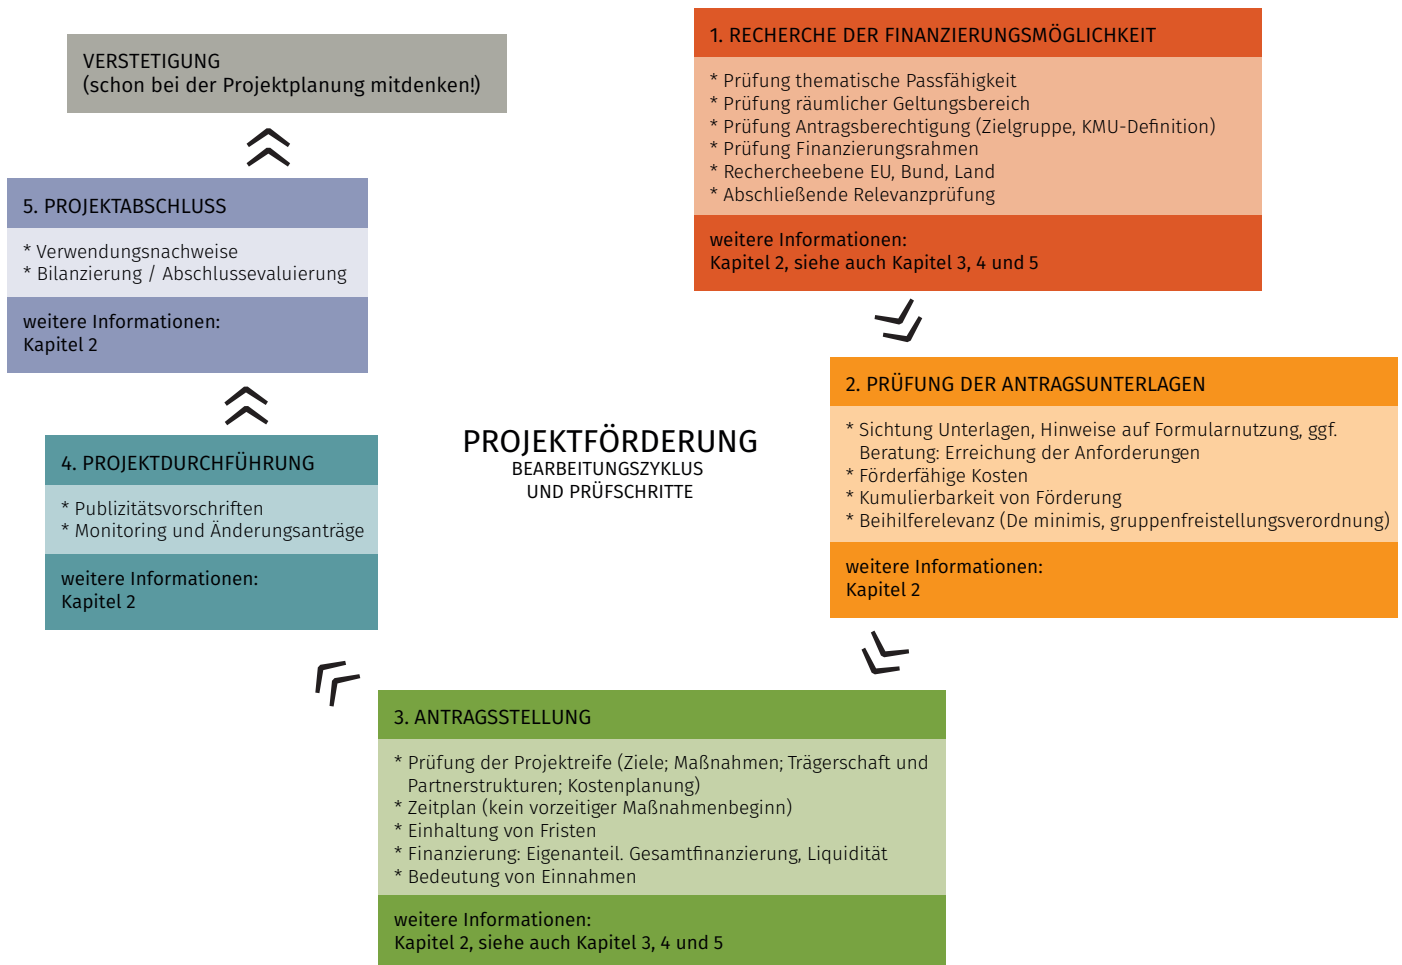 PROJEKTFÖRDERUNG
BEARBEITUNGSZYKLUS
UND PRÜFSCHRITTE
1. RECHERCHE DER FINANZIERUNGSMÖGLICHKEIT
* Prüfung thematische Passfähigkeit
* Prüfung räumlicher Geltungsbereich
* Prüfung Antragsberechtigung (Zielgruppe, KMU-Definition)
* Prüfung Finanzierungsrahmen
* Rechercheebene EU, Bund, Land
* Abschließende Relevanzprüfung
weitere Informationen:
Kapitel 2, siehe auch Kapitel 3, 4 und 5
2. PRÜFUNG DER ANTRAGSUNTERLAGEN
* Sichtung Unterlagen, Hinweise auf Formularnutzung, ggf.
Beratung: Erreichung der Anforderungen
* Förderfähige Kosten
* Kumulierbarkeit von Förderung
* Beihilferelevanz (De minimis, gruppenfreistellungsverordnung)
weitere Informationen:
Kapitel 2
3. ANTRAGSSTELLUNG
* Prüfung der Projektreife (Ziele; Maßnahmen; Trägerschaft und
Partnerstrukturen; Kostenplanung)
* Zeitplan (kein vorzeitiger Maßnahmenbeginn)
* Einhaltung von Fristen
* Finanzierung: Eigenanteil. Gesamtfinanzierung, Liquidität
* Bedeutung von Einnahmen
weitere Informationen:
Kapitel 2, siehe auch Kapitel 3, 4 und 5
4. PROJEKTDURCHFÜHRUNG
* Publizitätsvorschriften
* Monitoring und Änderungsanträge
weitere Informationen:
Kapitel 2
5. PROJEKTABSCHLUSS
* Verwendungsnachweise
* Bilanzierung / Abschlussevaluierung
weitere Informationen:
Kapitel 2
VERSTETIGUNG
(schon bei der Projektplanung mitdenken!)